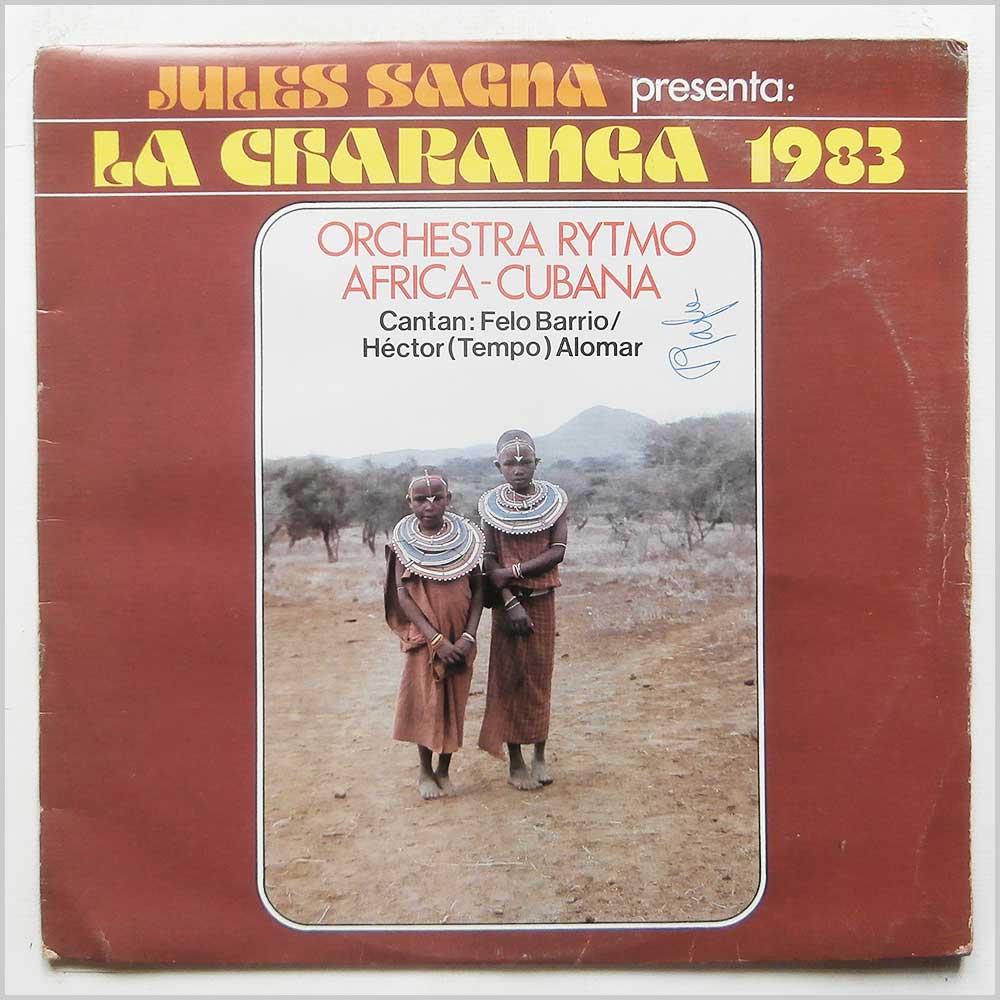 JULES SAGNA presenta:
LA CHARANGA 1983
ORCHESTRA RYTMO
AFRICA-CUBANA
Cantan: Felo Barrio/
Héctor (Tempo) Alomar